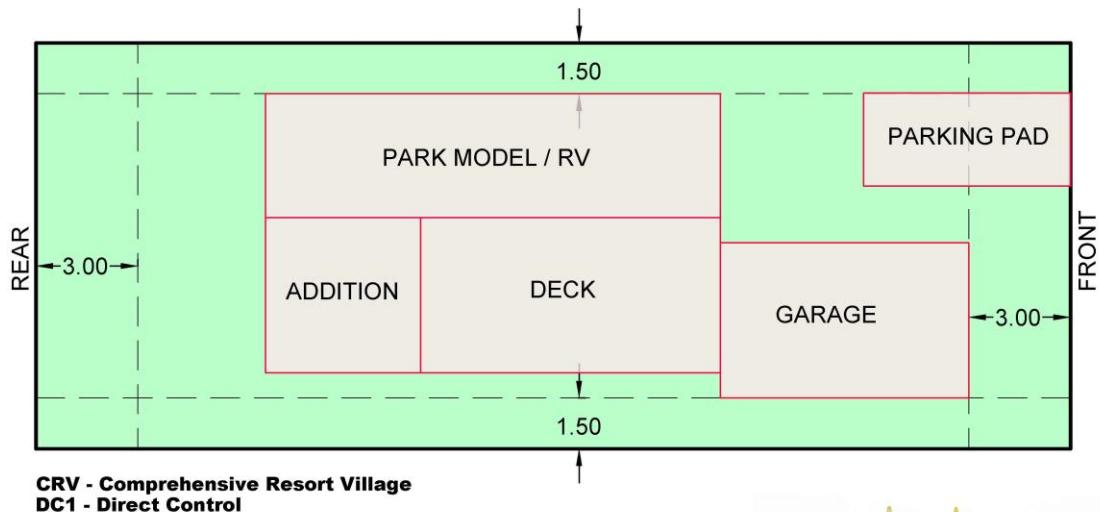 1.50
PARKING PAD
PARK MODEL / RV
REAR
3.00
FRONT
ADDITION
DECK
GARAGE
3.00
1.50
CRV - Comprehensive Resort Village
DC1 - Direct Control